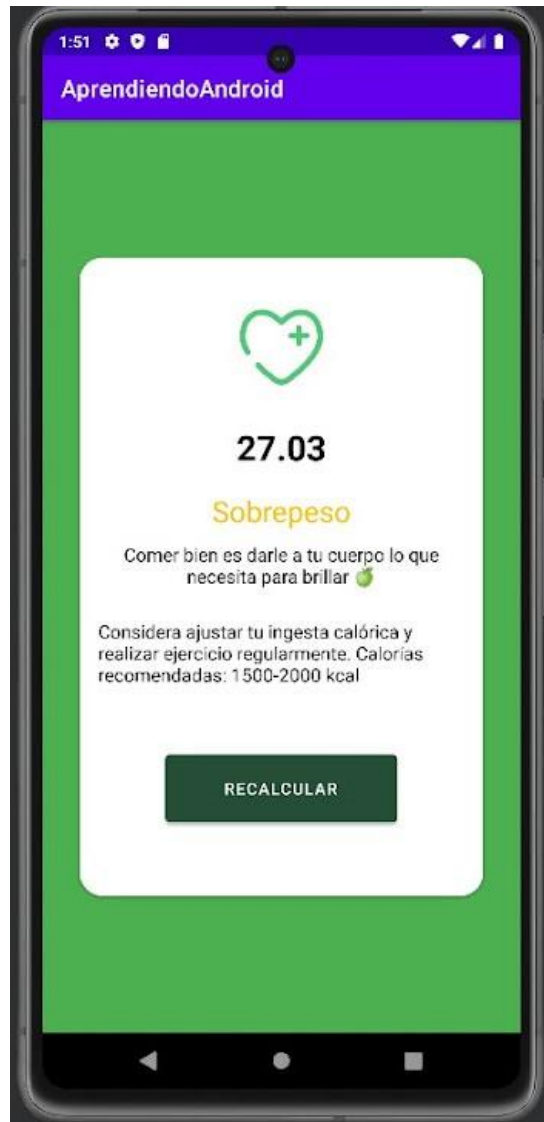 1:51
AprendiendoAndroid
27.03
Sobrepeso
Comer bien es darle a tu cuerpo lo que
necesita para brillar 🍏
Considera ajustar tu ingesta calórica y
realizar ejercicio regularmente. Calorías
recomendadas: 1500-2000 kcal
RECALCULAR